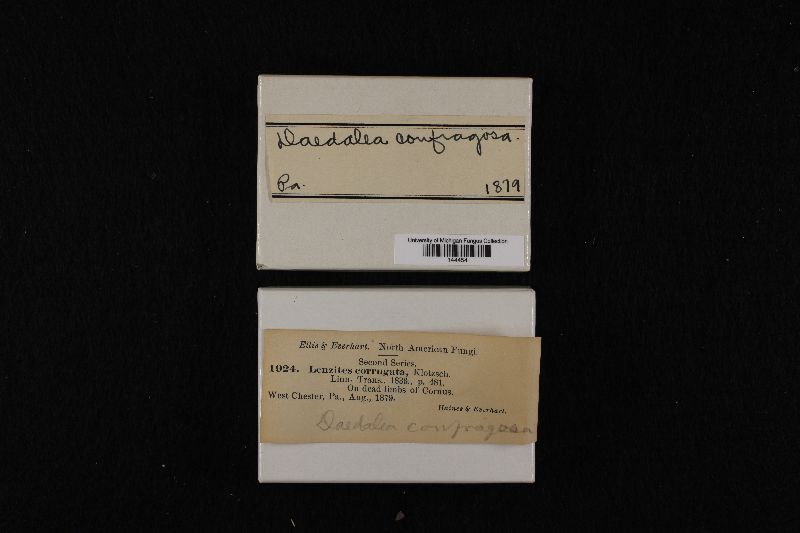 Daedalea confragosa.
Pa. 1879
University of Michigan Fungus Collection
144454
Ellis & Everhart. North American Fungi.
Second Series.
1924. Lenzites corrugata, Klotzsch.
Linn. Trans., 1832., p. 481.
On dead limbs of Cornus.
West Chester, Pa., Aug., 1879.
Haines & Everhart.
Daedalea confragosa